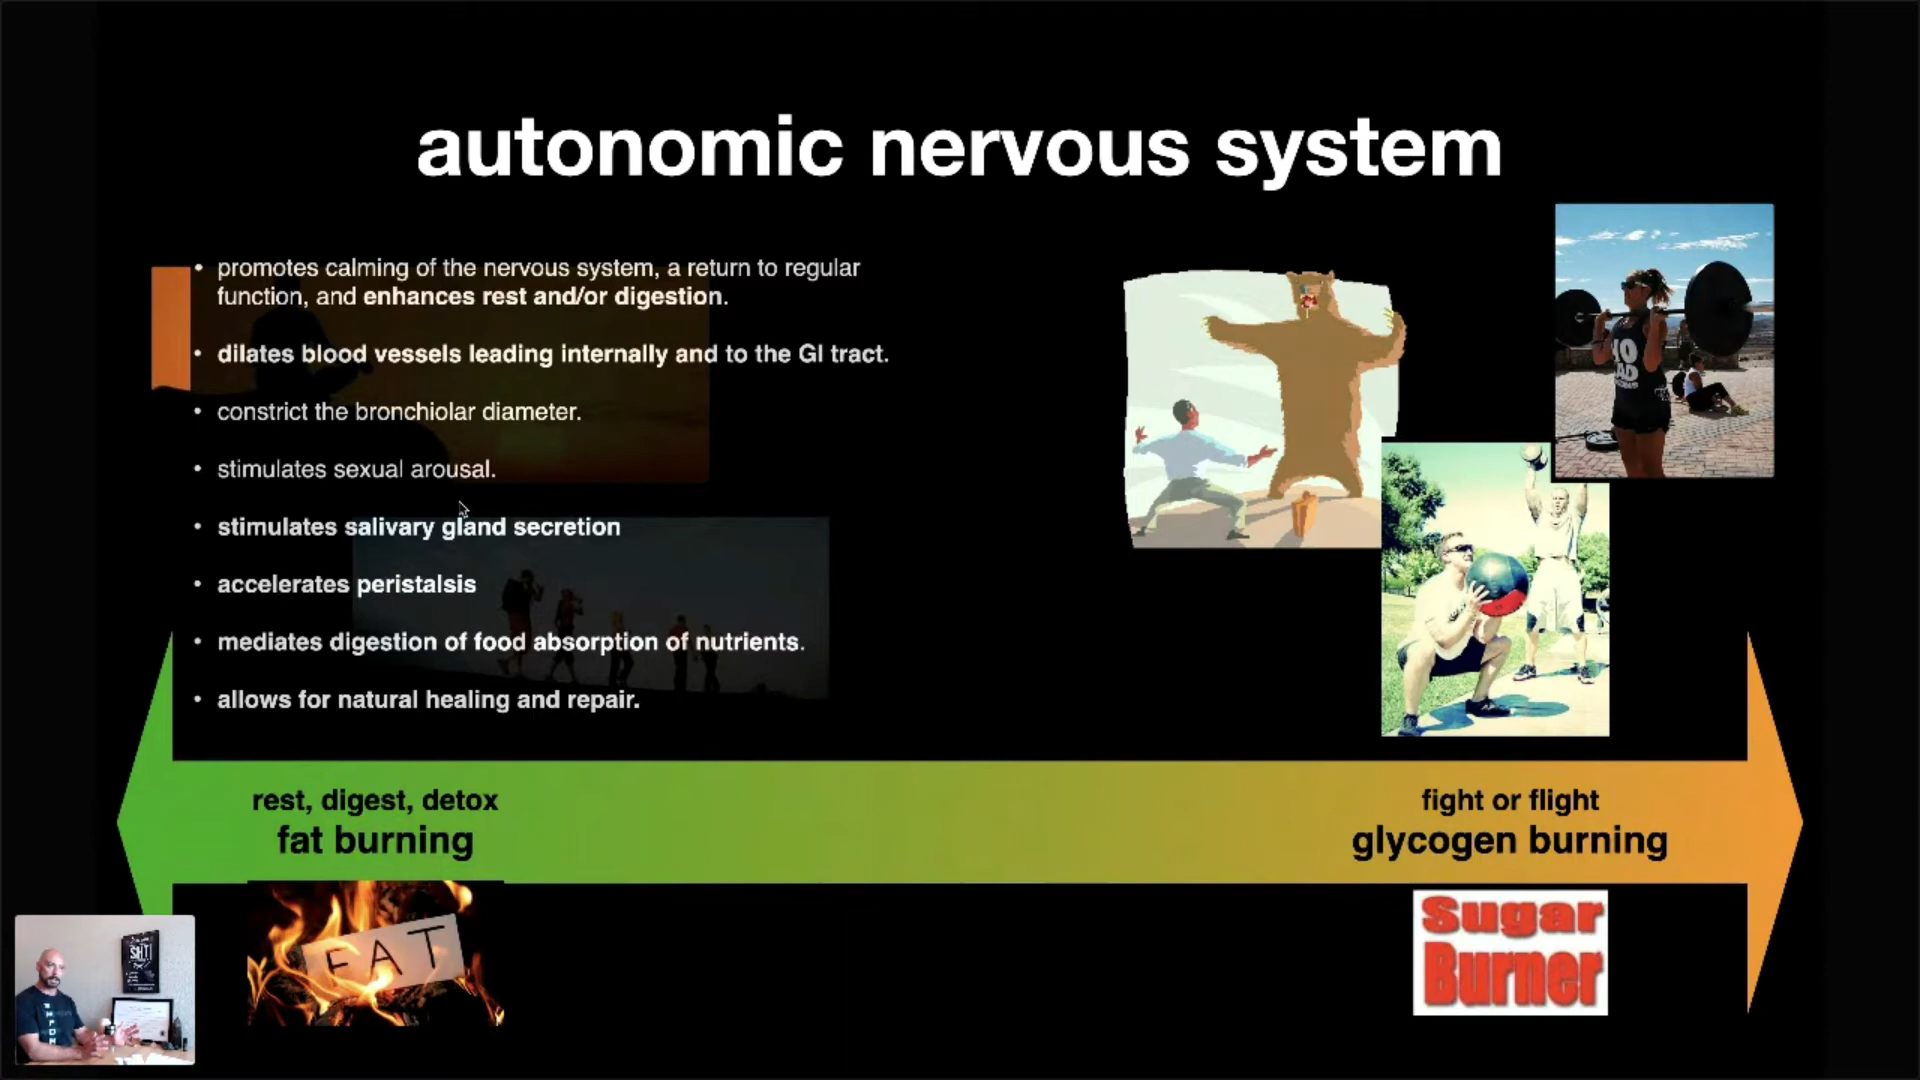 autonomic nervous system
• promotes calming of the nervous system, a return to regular
function, and enhances rest and/or digestion.
• dilates blood vessels leading internally and to the GI tract.
• constrict the bronchiolar diameter.
• stimulates sexual arousal.
• stimulates salivary gland secretion
• accelerates peristalsis
• mediates digestion of food absorption of nutrients.
• allows for natural healing and repair.
rest, digest, detox
fat burning
fight or flight
glycogen burning
FAT
Sugar
Burner